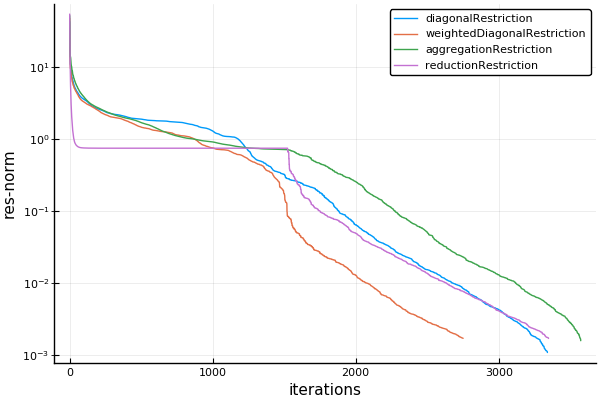 diagonalRestriction
weightedDiagonalRestriction
aggregationRestriction
reductionRestriction
10¹
10⁰
10⁻¹
10⁻²
10⁻³
res-norm
0 1000 2000 3000
iterations